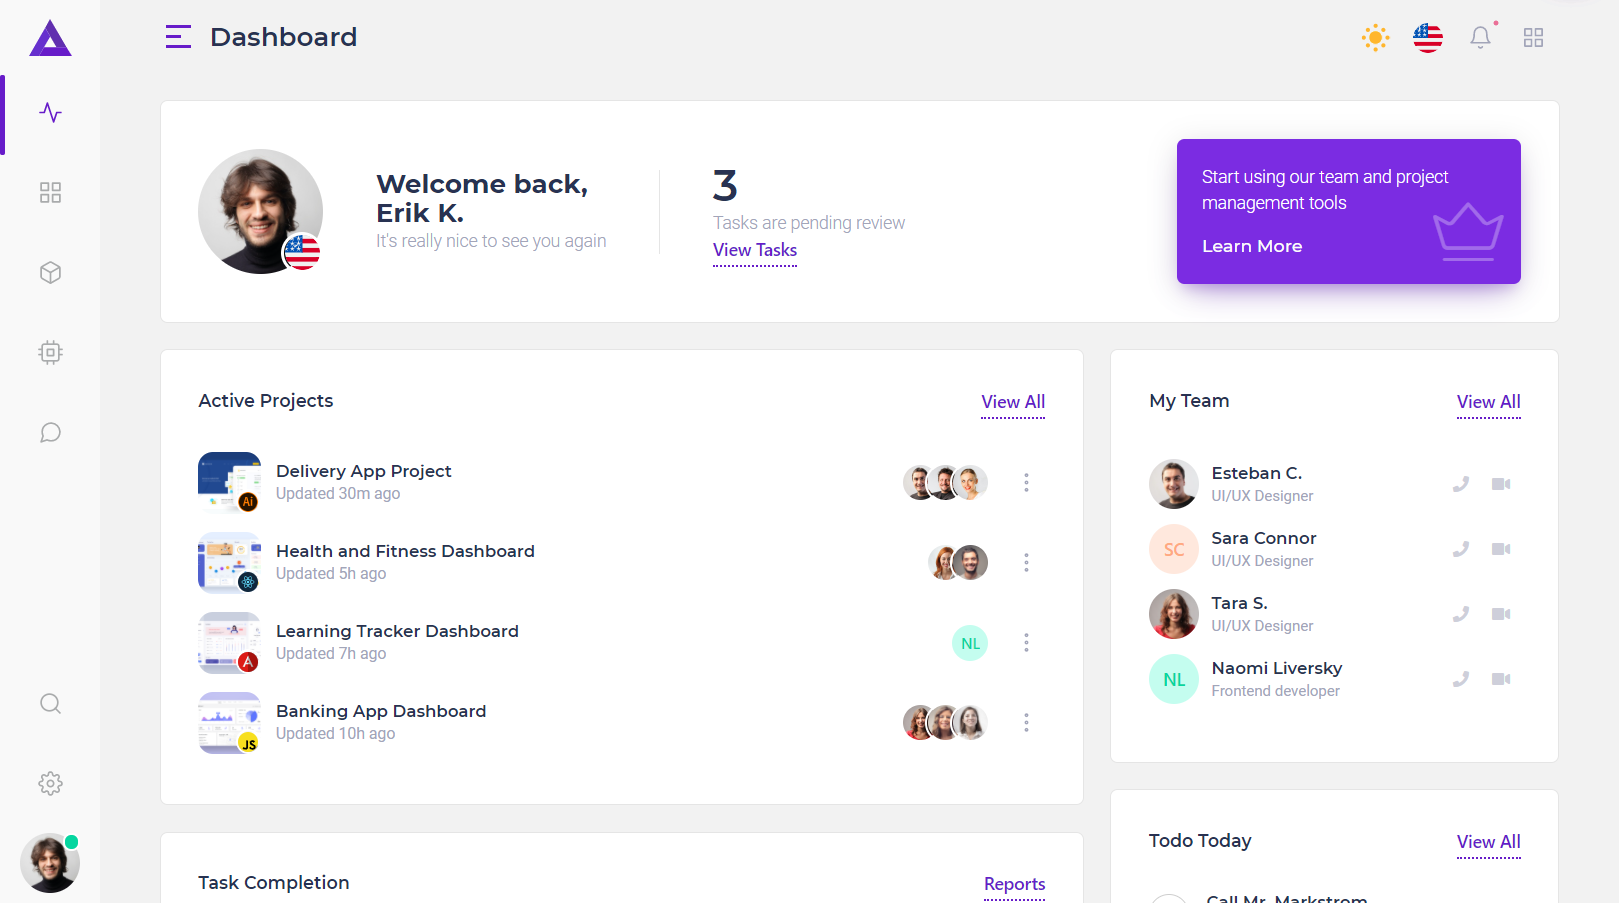 Dashboard
Welcome back,
Erik K.
It's really nice to see you again
3
Tasks are pending review
View Tasks
Start using our team and project
management tools
Learn More
Active Projects
View All
Delivery App Project
Updated 30m ago
Ai
Health and Fitness Dashboard
Updated 5h ago
Learning Tracker Dashboard
Updated 7h ago
A
NL
Banking App Dashboard
Updated 10h ago
JS
My Team
View All
Esteban C.
UI/UX Designer
SC
Sara Connor
UI/UX Designer
Tara S.
UI/UX Designer
NL
Naomi Liversky
Frontend developer
Task Completion
Reports
Todo Today
View All
Call Mr. Markstrom